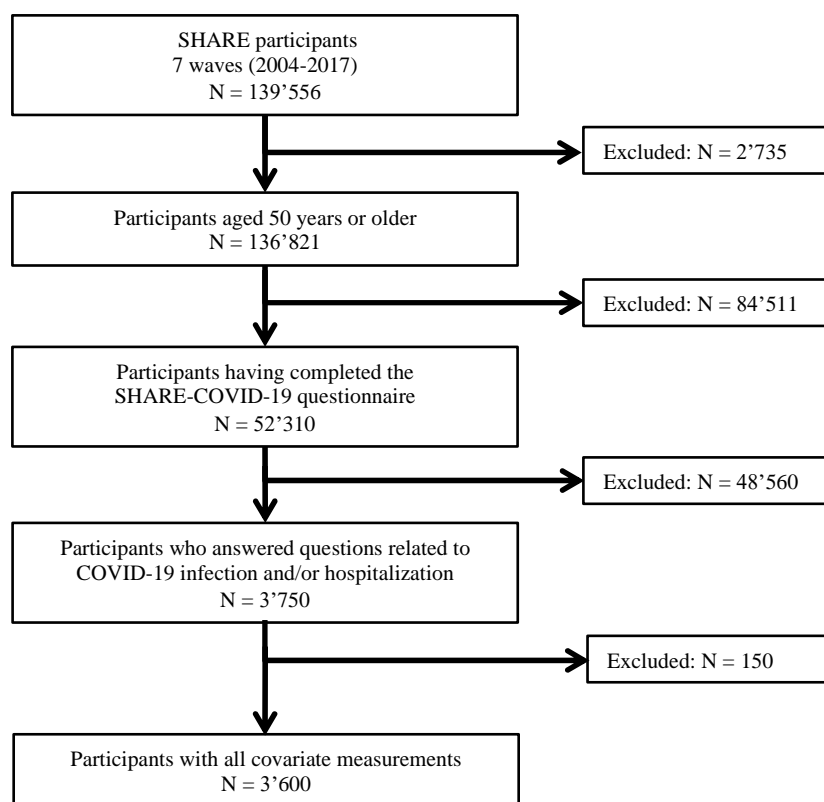 SHARE participants
7 waves (2004-2017)
N = 139’556
Excluded: N = 2’735
Participants aged 50 years or older
N = 136’821
Excluded: N = 84’511
Participants having completed the
SHARE-COVID-19 questionnaire
N = 52’310
Excluded: N = 48’560
Participants who answered questions related to
COVID-19 infection and/or hospitalization
N = 3’750
Excluded: N = 150
Participants with all covariate measurements
N = 3’600